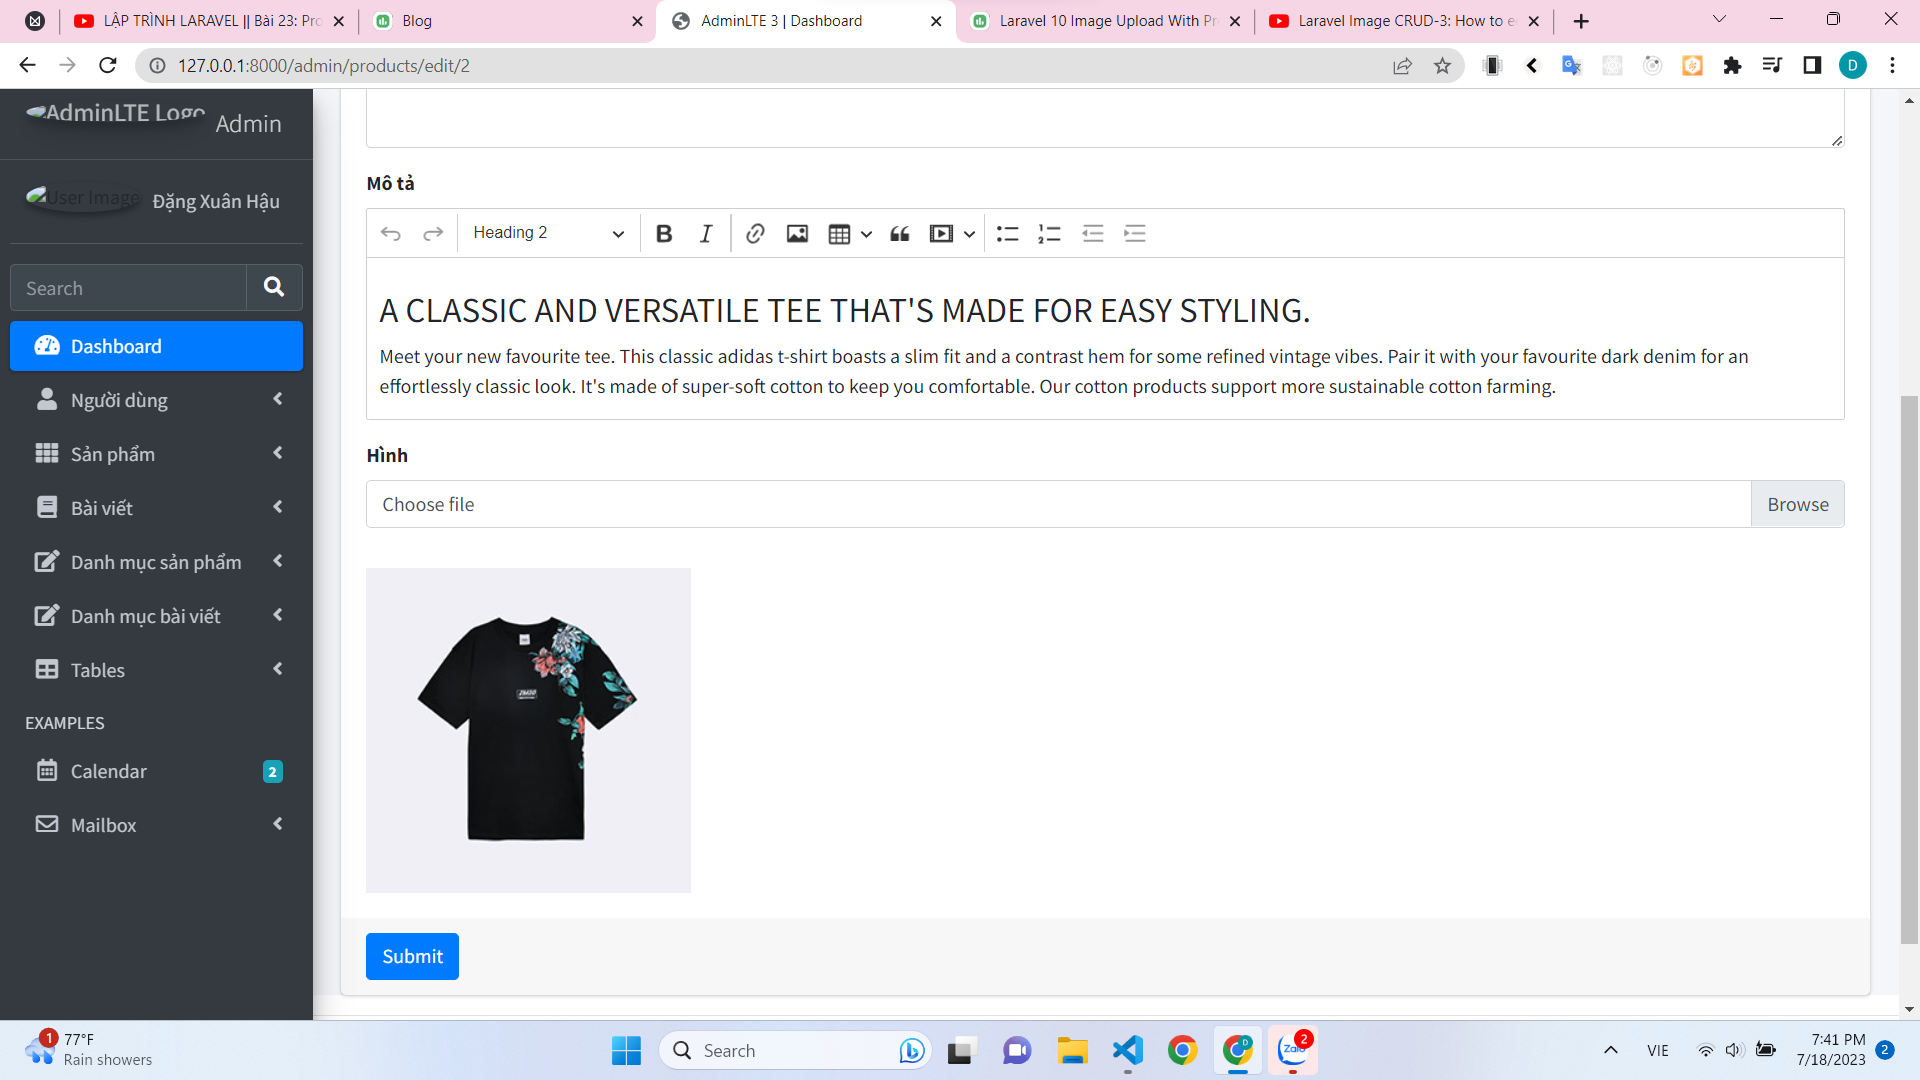 LẬP TRÌNH LARAVEL || Bài 23: Pro
Blog
AdminLTE 3 | Dashboard
Laravel 10 Image Upload With Pr
Laravel Image CRUD-3: How to e
127.0.0.1:8000/admin/products/edit/2
D
AdminLTE Logo
Admin
User Image
Đặng Xuân Hậu
Search
Dashboard
Người dùng
Sản phẩm
Bài viết
Danh mục sản phẩm
Danh mục bài viết
Tables
EXAMPLES
Calendar
2
Mailbox
Mô tả
Heading 2
A CLASSIC AND VERSATILE TEE THAT'S MADE FOR EASY STYLING.
Meet your new favourite tee. This classic adidas t-shirt boasts a slim fit and a contrast hem for some refined vintage vibes. Pair it with your favourite dark denim for an
effortlessly classic look. It's made of super-soft cotton to keep you comfortable. Our cotton products support more sustainable cotton farming.
Hình
Choose file
Browse
Submit
1
77°F
Rain showers
Search
D
Zalo
2
VIE
7:41 PM
7/18/2023
2